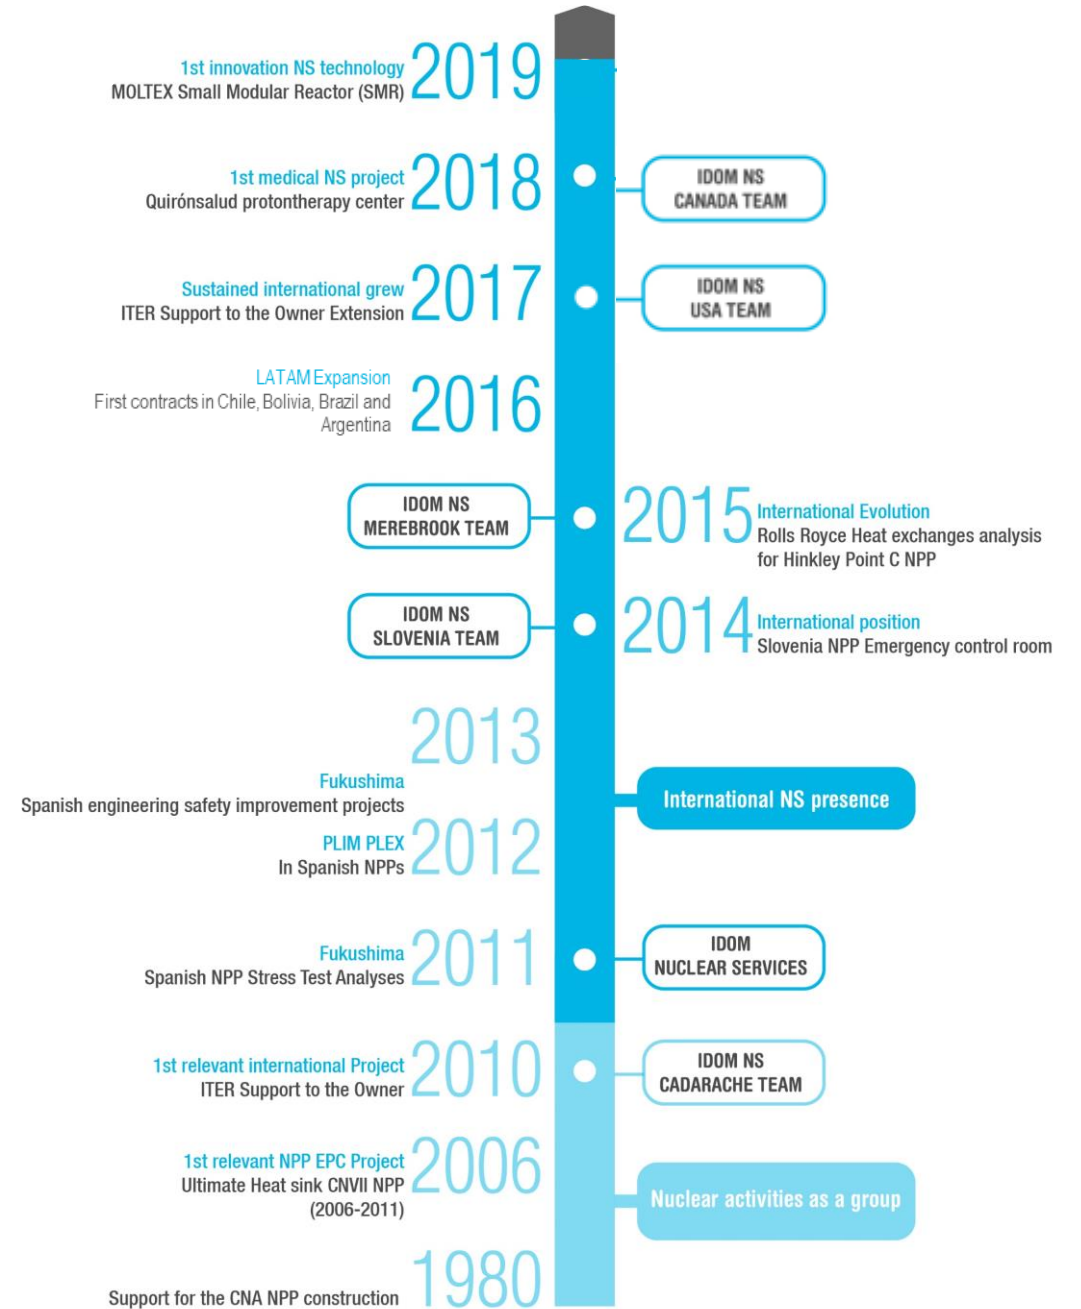 1st innovation NS technology
MOLTEX Small Modular Reactor (SMR)
2019
1st medical NS project
Quirónsalud protontherapy center
2018
IDOM NS
CANADA TEAM
Sustained international grew
ITER Support to the Owner Extension
2017
IDOM NS
USA TEAM
LATAM Expansion
First contracts in Chile, Bolivia, Brazil and
Argentina
2016
IDOM NS
MEREBROOK TEAM
2015
International Evolution
Rolls Royce Heat exchanges analysis
for Hinkley Point C NPP
IDOM NS
SLOVENIA TEAM
2014
International position
Slovenia NPP Emergency control room
2013
Fukushima
Spanish engineering safety improvement projects
International NS presence
PLIM PLEX
In Spanish NPPs
2012
Fukushima
Spanish NPP Stress Test Analyses
2011
IDOM
NUCLEAR SERVICES
1st relevant international Project
ITER Support to the Owner
2010
IDOM NS
CADARACHE TEAM
1st relevant NPP EPC Project
Ultimate Heat sink CNVII NPP
(2006-2011)
2006
Nuclear activities as a group
Support for the CNA NPP construction
1980